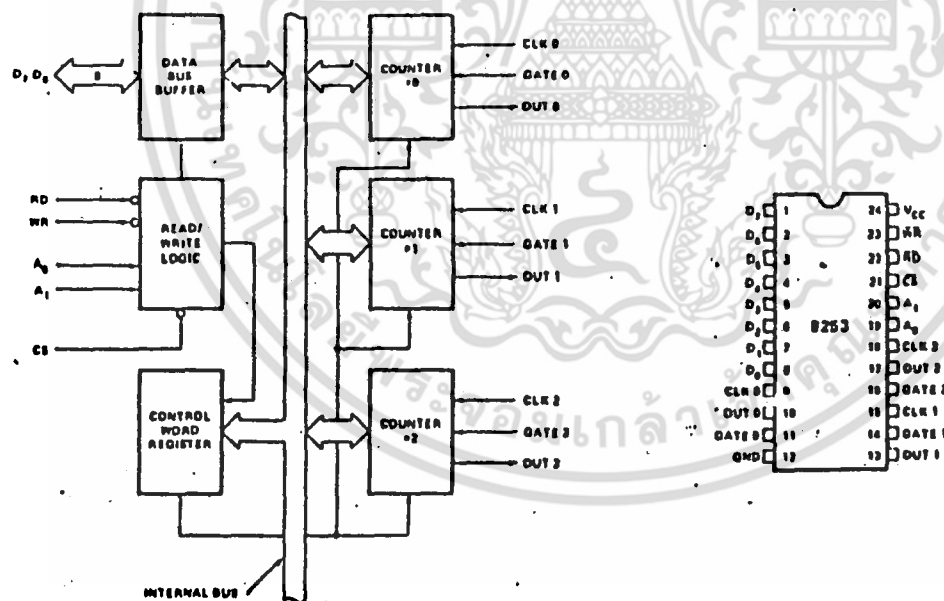 D7 D0
8
DATA
BUS
BUFFER
RD
WR
A0
A1
CS
READ/
WRITE
LOGIC
CONTROL
WORD
REGISTER
INTERNAL BUS
COUNTER
#0
CLK 0
GATE 0
OUT 0
COUNTER
#1
CLK 1
GATE 1
OUT 1
COUNTER
#2
CLK 2
GATE 2
OUT 2
8253
D7 1
D6 2
D5 3
D4 4
D3 5
D2 6
D1 7
D0 8
CLK 0 9
OUT 0 10
GATE 0 11
GND 12
24 VCC
23 WR
22 RD
21 CS
20 A1
19 A0
18 CLK 2
17 OUT 2
16 GATE 2
15 CLK 1
14 GATE 1
13 OUT 1